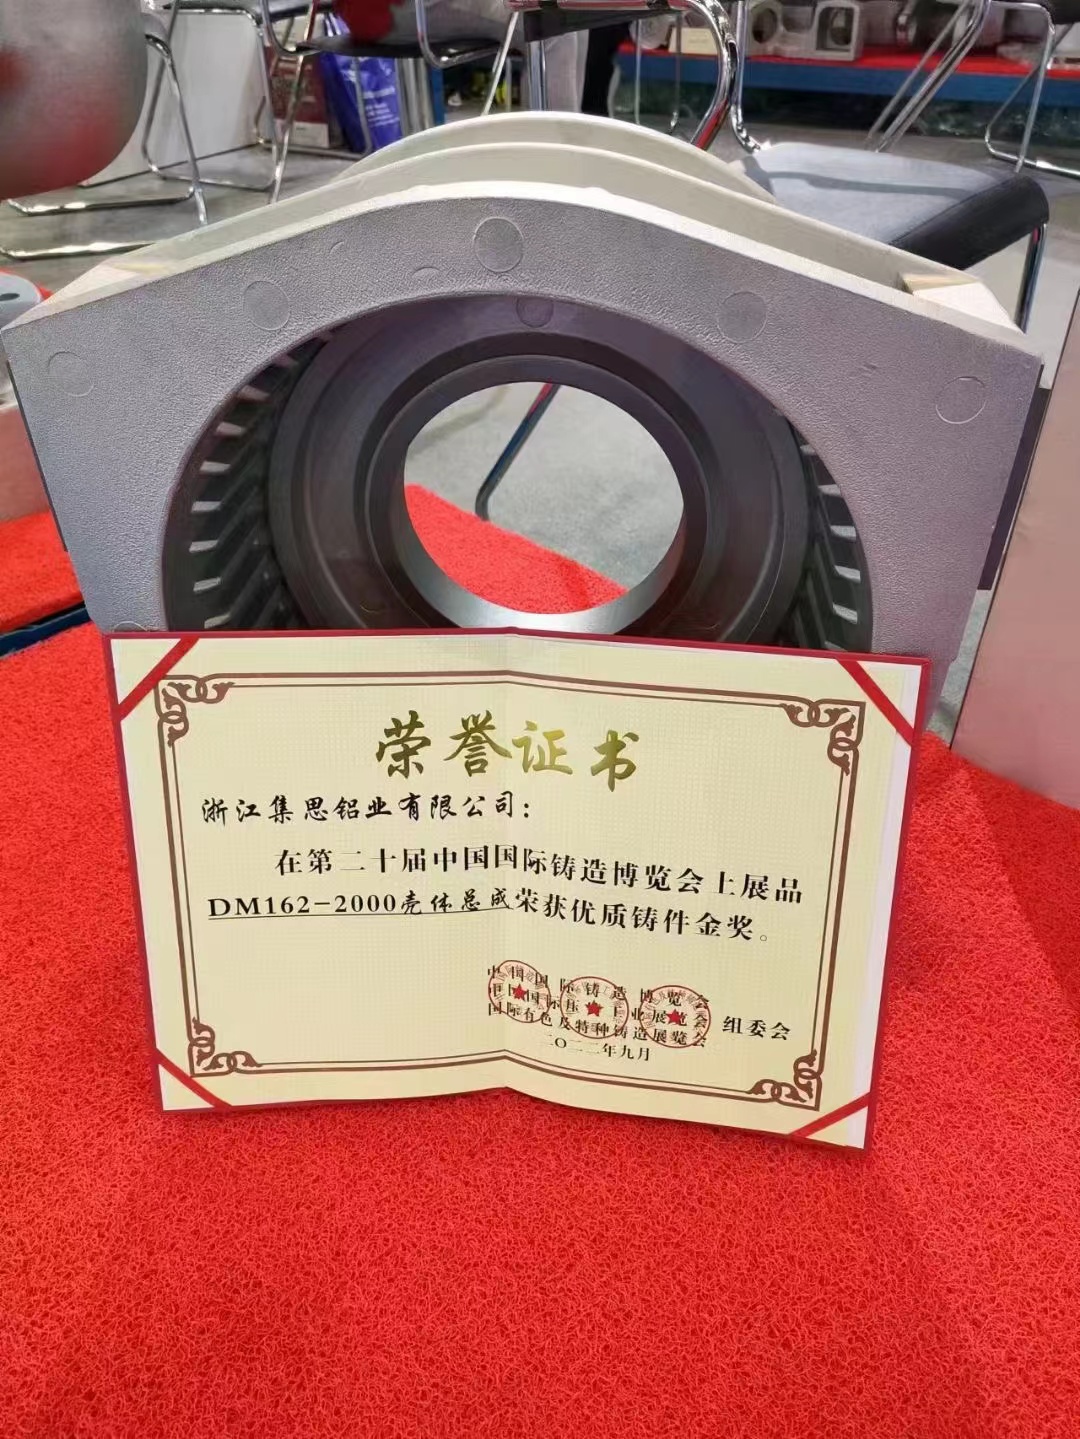 荣誉证书
浙江集思铝业有限公司：
在第二十届中国国际铸造博览会上展品
DM162-2000壳体总成荣获优质铸件金奖。
中国国际铸造博览会
中国国际压铸工业展览会
国际有色及特种铸造展览会
组委会
二〇二二年九月